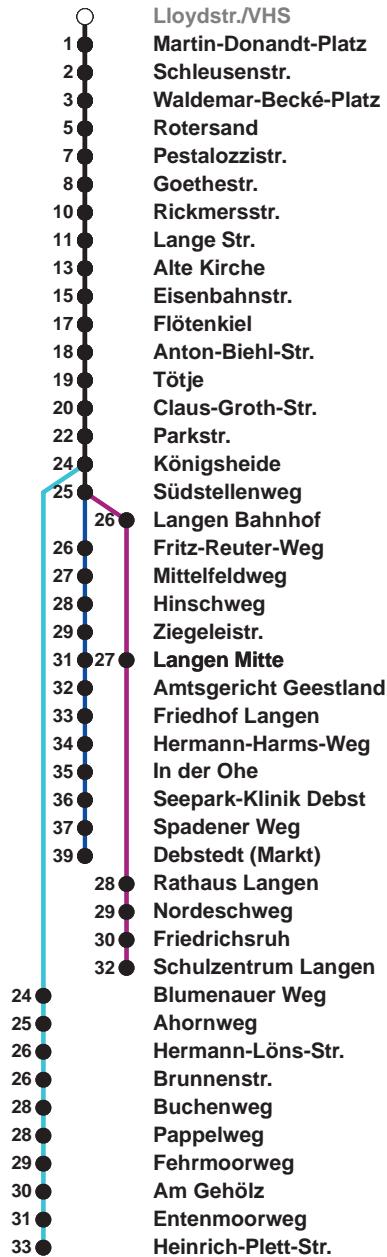 Lloydstr./VHS
1 Martin-Donandt-Platz
2 Schleusenstr.
3 Waldemar-Becké-Platz
5 Rotersand
7 Pestalozzistr.
8 Goethestr.
10 Rickmersstr.
11 Lange Str.
13 Alte Kirche
15 Eisenbahnstr.
17 Flötenkiel
18 Anton-Biehl-Str.
19 Tötje
20 Claus-Groth-Str.
22 Parkstr.
24 Königsheide
25 Südstellenweg
26 Langen Bahnhof
26 Fritz-Reuter-Weg
27 Mittelfeldweg
28 Hinschweg
29 Ziegeleistr.
31 27 Langen Mitte
32 Amtsgericht Geestland
33 Friedhof Langen
34 Hermann-Harms-Weg
35 In der Ohe
36 Seepark-Klinik Debst
37 Spadener Weg
39 Debstedt (Markt)
28 Rathaus Langen
29 Nordeschweg
30 Friedrichsruh
32 Schulzentrum Langen
24 Blumenauer Weg
25 Ahornweg
26 Hermann-Löns-Str.
26 Brunnenstr.
28 Buchenweg
28 Pappelweg
29 Fehrmoorweg
30 Am Gehölz
31 Entenmoorweg
33 Heinrich-Plett-Str.